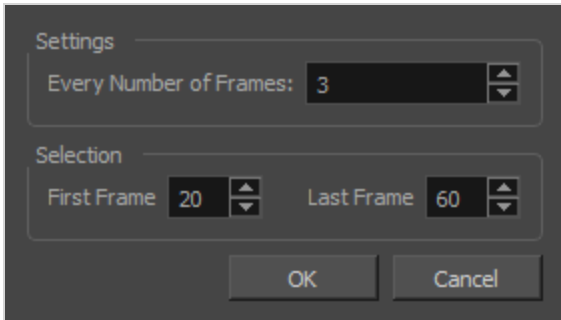 Settings
Every Number of Frames: 3
Selection
First Frame 20 Last Frame 60
OK Cancel